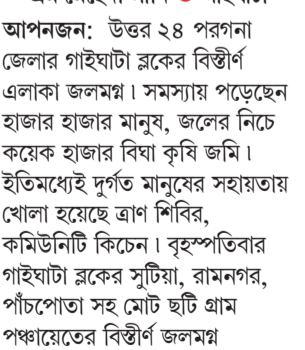 আপনজন: উত্তর ২৪ পরগনা
জেলার গাইঘাটা ব্লকের বিস্তীর্ণ
এলাকা জলমগ্ন। সমস্যায় পড়েছেন
হাজার হাজার মানুষ, জলের নিচে
কয়েক হাজার বিঘা কৃষি জমি।
ইতিমধ্যেই দুর্গত মানুষের সহায়তায়
খোলা হয়েছে ত্রাণ শিবির,
কমিউনিটি কিচেন। বৃহস্পতিবার
গাইঘাটা ব্লকের সুটিয়া, রামনগর,
পাঁচপোতা সহ মোট ছটি গ্রাম
পঞ্চায়েতের বিস্তীর্ণ জলমগ্ন